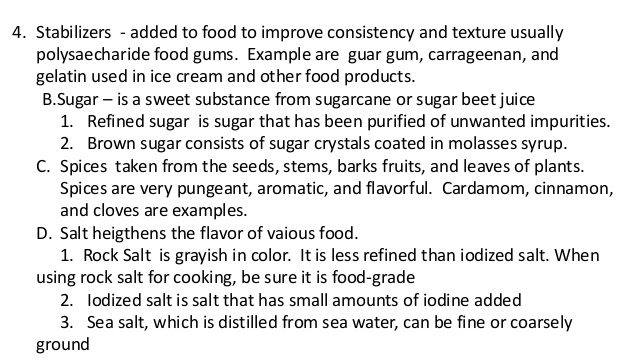 4. Stabilizers - added to food to improve consistency and texture usually
polysaecharide food gums. Example are guar gum, carrageenan, and
gelatin used in ice cream and other food products.
B.Sugar – is a sweet substance from sugarcane or sugar beet juice
1. Refined sugar is sugar that has been purified of unwanted impurities.
2. Brown sugar consists of sugar crystals coated in molasses syrup.
C. Spices taken from the seeds, stems, barks fruits, and leaves of plants.
Spices are very pungent, aromatic, and flavorful. Cardamom, cinnamon,
and cloves are examples.
D. Salt heigthens the flavor of vaious food.
1. Rock Salt is grayish in color. It is less refined than iodized salt. When
using rock salt for cooking, be sure it is food-grade
2. Iodized salt is salt that has small amounts of iodine added
3. Sea salt, which is distilled from sea water, can be fine or coarsely
ground